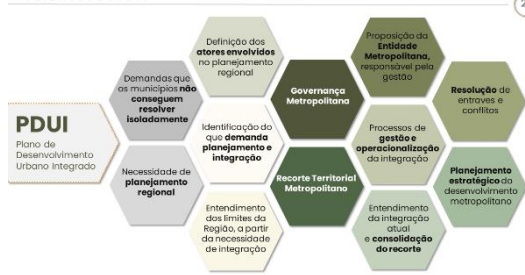 2
PDUI
Plano de
Desenvolvimento
Urbano Integrado
Demandas que
os municípios não
conseguem
resolver
isoladamente
Necessidade de
planejamento
regional
Definição dos
atores envolvidos
no planejamento
regional
Identificação do
que demanda
planejamento e
integração
Entendimento
dos limites da
Região, a partir
da necessidade
de integração
Governança
Metropolitana
Recorte Territorial
Metropolitano
Proposição da
Entidade
Metropolitana,
responsável pela
gestão
Processos de
gestão e
operacionalização
da integração
Entendimento
da integração
atual
e consolidação
do recorte
Resolução de
entraves e
conflitos
Planejamento
estratégico do
desenvolvimento
metropolitano